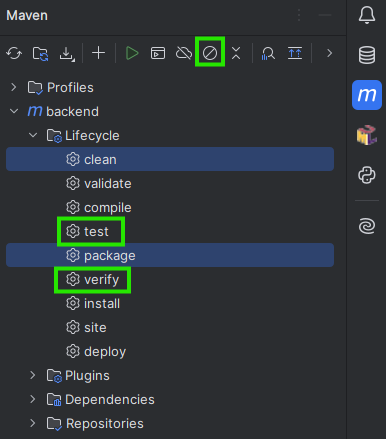 Maven
Profiles
m backend
Lifecycle
clean
validate
compile
test
package
verify
install
site
deploy
Plugins
Dependencies
Repositories
m